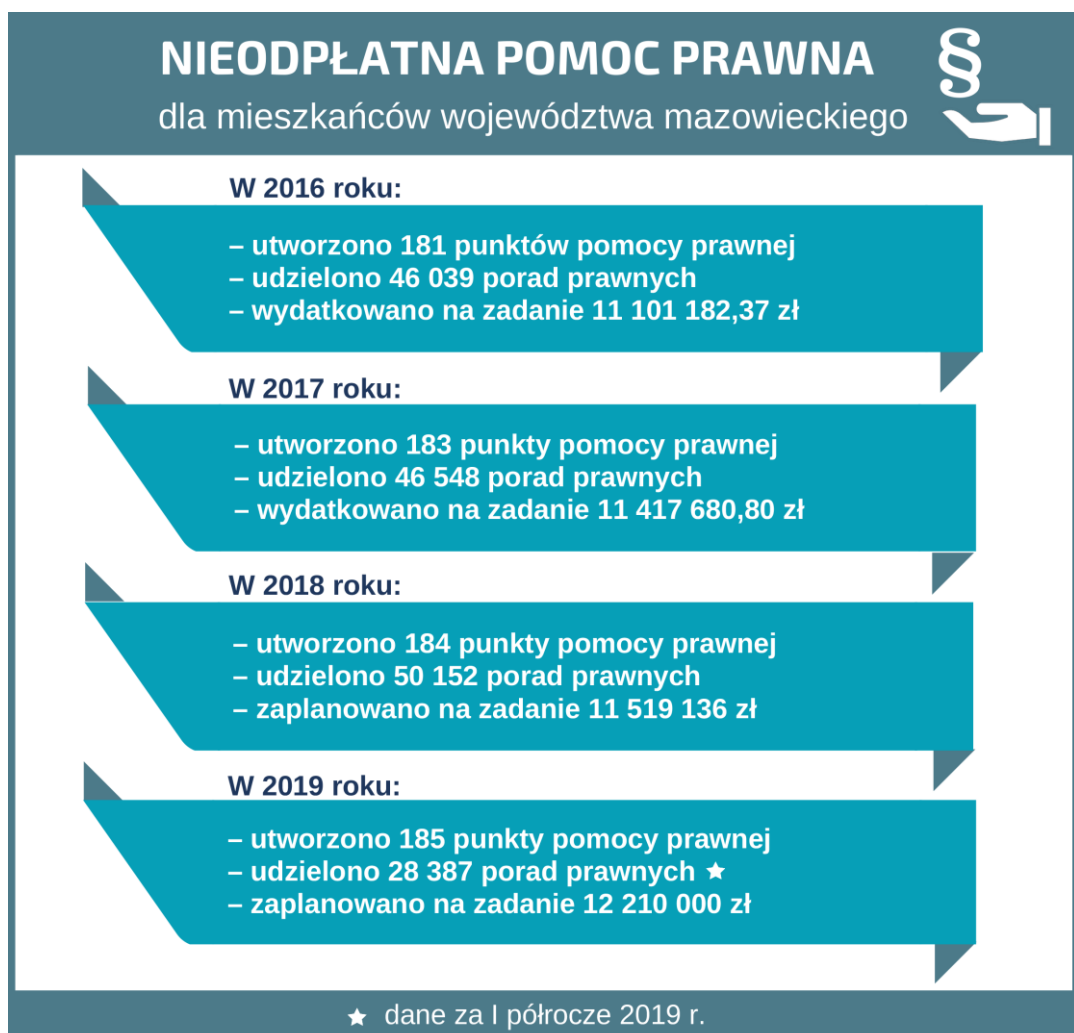 NIEODPŁATNA POMOC PRAWNA
§
dla mieszkańców województwa mazowieckiego
W 2016 roku:
– utworzono 181 punktów pomocy prawnej
– udzielono 46 039 porad prawnych
– wydatkowano na zadanie 11 101 182,37 zł
W 2017 roku:
– utworzono 183 punkty pomocy prawnej
– udzielono 46 548 porad prawnych
– wydatkowano na zadanie 11 417 680,80 zł
W 2018 roku:
– utworzono 184 punkty pomocy prawnej
– udzielono 50 152 porad prawnych
– zaplanowano na zadanie 11 519 136 zł
W 2019 roku:
– utworzono 185 punkty pomocy prawnej
– udzielono 28 387 porad prawnych ★
– zaplanowano na zadanie 12 210 000 zł
★ dane za I półrocze 2019 r.